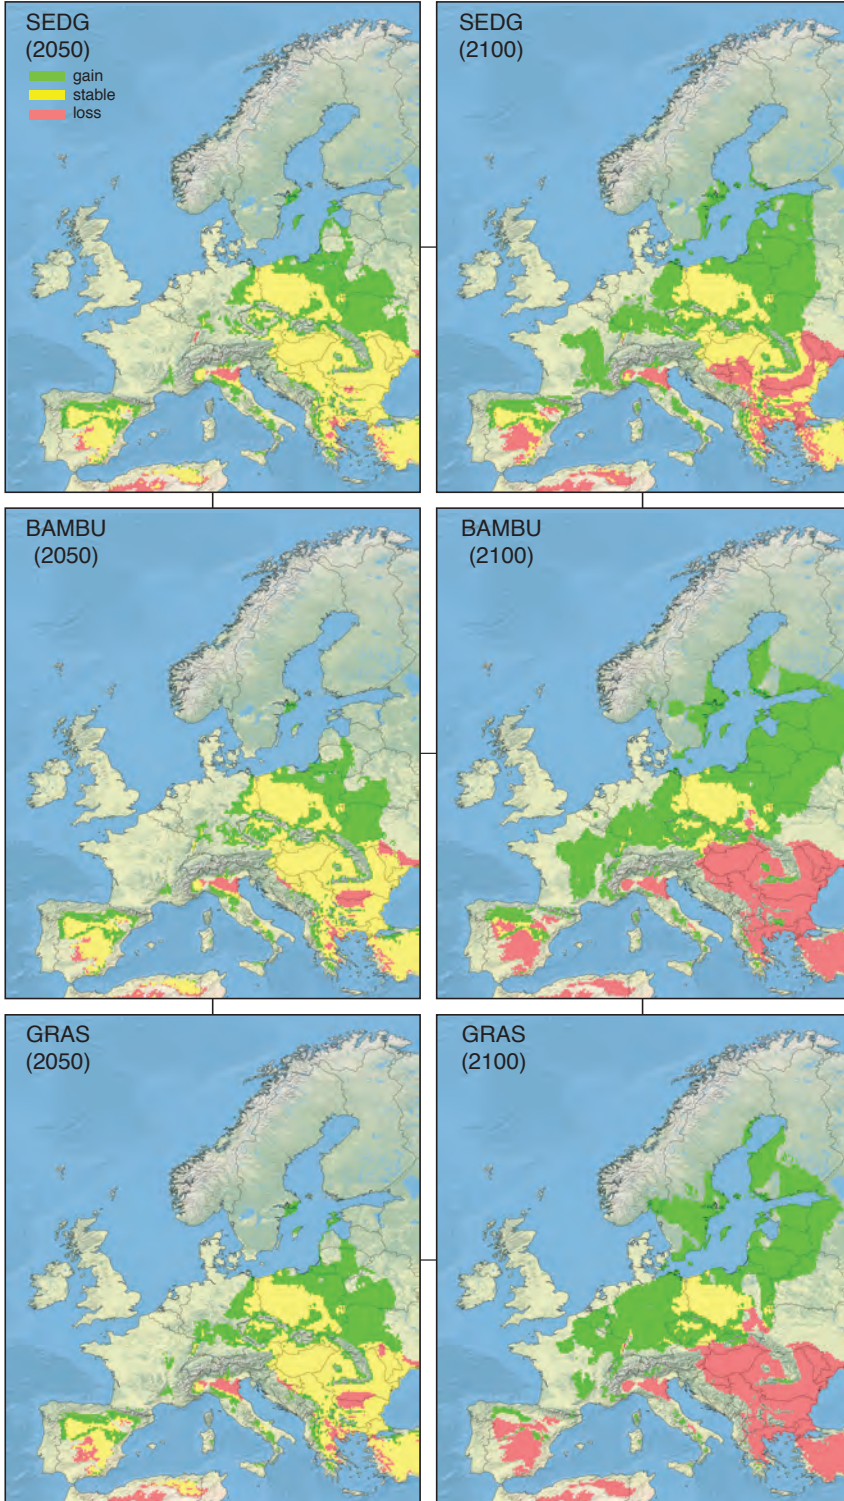 SEDG
(2050)
gain
stable
loss
SEDG
(2100)
BAMBU
(2050)
BAMBU
(2100)
GRAS
(2050)
GRAS
(2100)